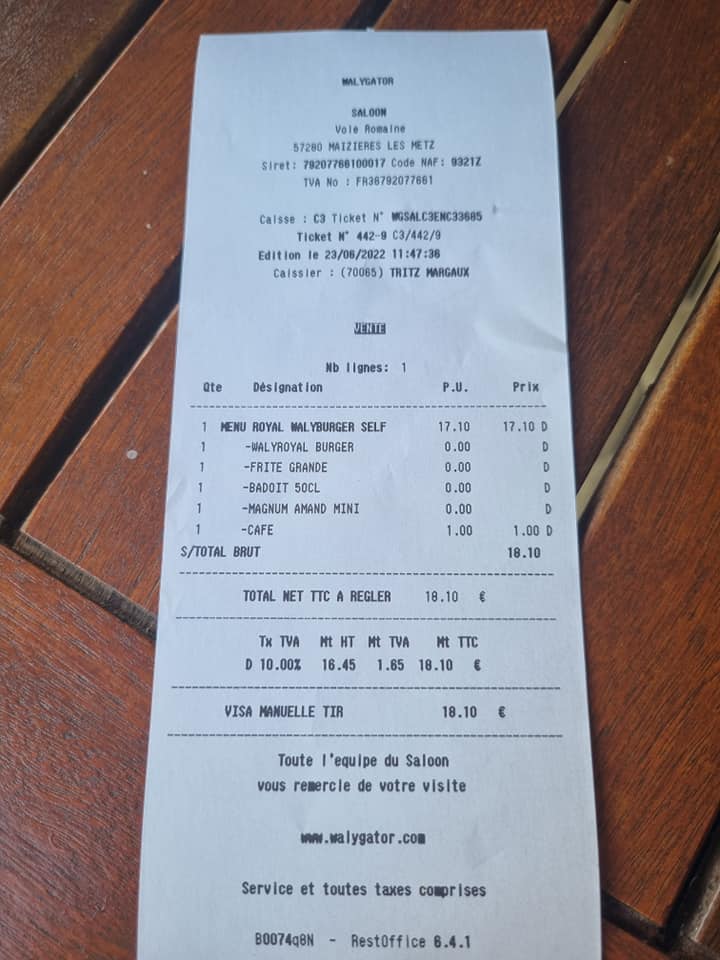 WALYGATOR
SALOON
Voie Romaine
57280 MAIZIERES LES METZ
Siret: 79207766100017 Code NAF: 9321Z
TVA No : FR36792077661
Caisse : C3 Ticket N° WGSALC3ENC33685
Ticket N° 442-9 C3/442/9
Edition le 23/06/2022 11:47:36
Caissier : (70065) TRITZ MARGAUX
VENTE
Nb lignes: 1
Qte Désignation P.U. Prix
1 MENU ROYAL WALYBURGER SELF 17.10 17.10 D
1 -WALYROYAL BURGER 0.00 D
1 -FRITE GRANDE 0.00 D
1 -BADOIT 50CL 0.00 D
1 -MAGNUM AMAND MINI 0.00 D
1 -CAFE 1.00 1.00 D
S/TOTAL BRUT 18.10
TOTAL NET TTC A REGLER 18.10 €
Tx TVA Mt HT Mt TVA Mt TTC
D 10.00% 16.45 1.65 18.10 €
VISA MANUELLE TIR 18.10 €
Toute l'equipe du Saloon
vous remercie de votre visite
www.walygator.com
Service et toutes taxes comprises
B0074q8N - RestOffice 6.4.1